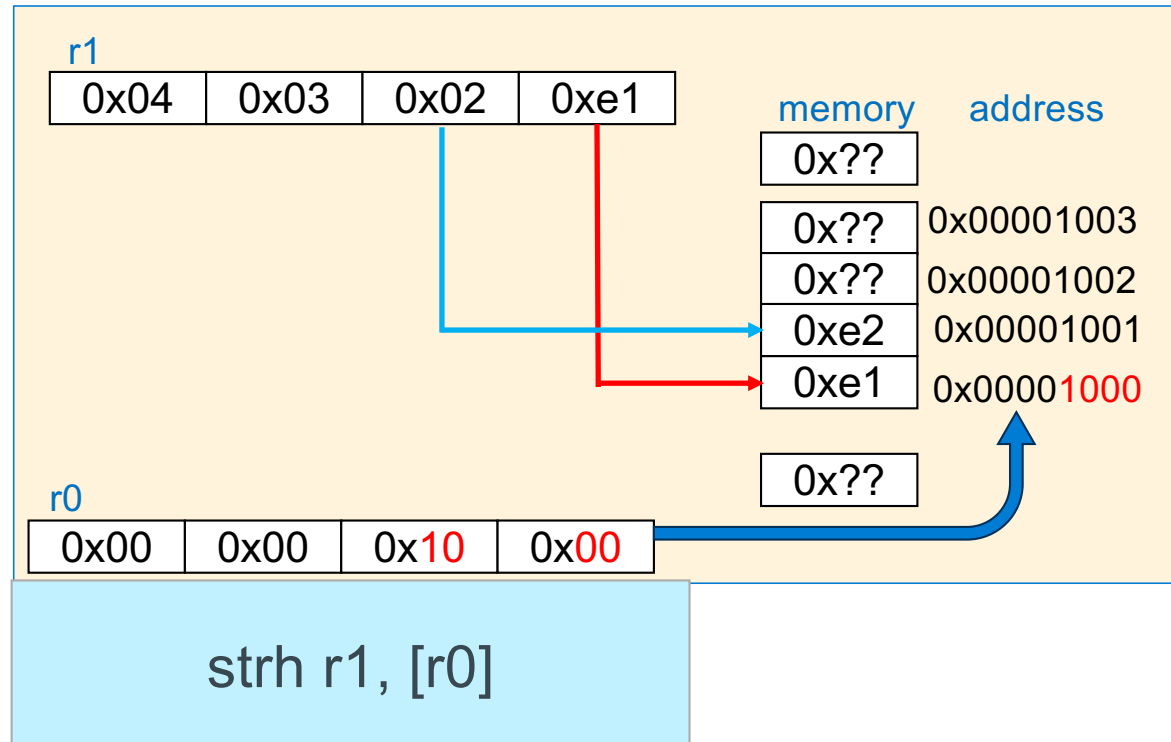 r1
0x04 0x03 0x02 0xe1
memory address
0x??
0x?? 0x00001003
0x?? 0x00001002
0xe2 0x00001001
0xe1 0x00001000
0x??
r0
0x00 0x00 0x10 0x00
strh r1, [r0]